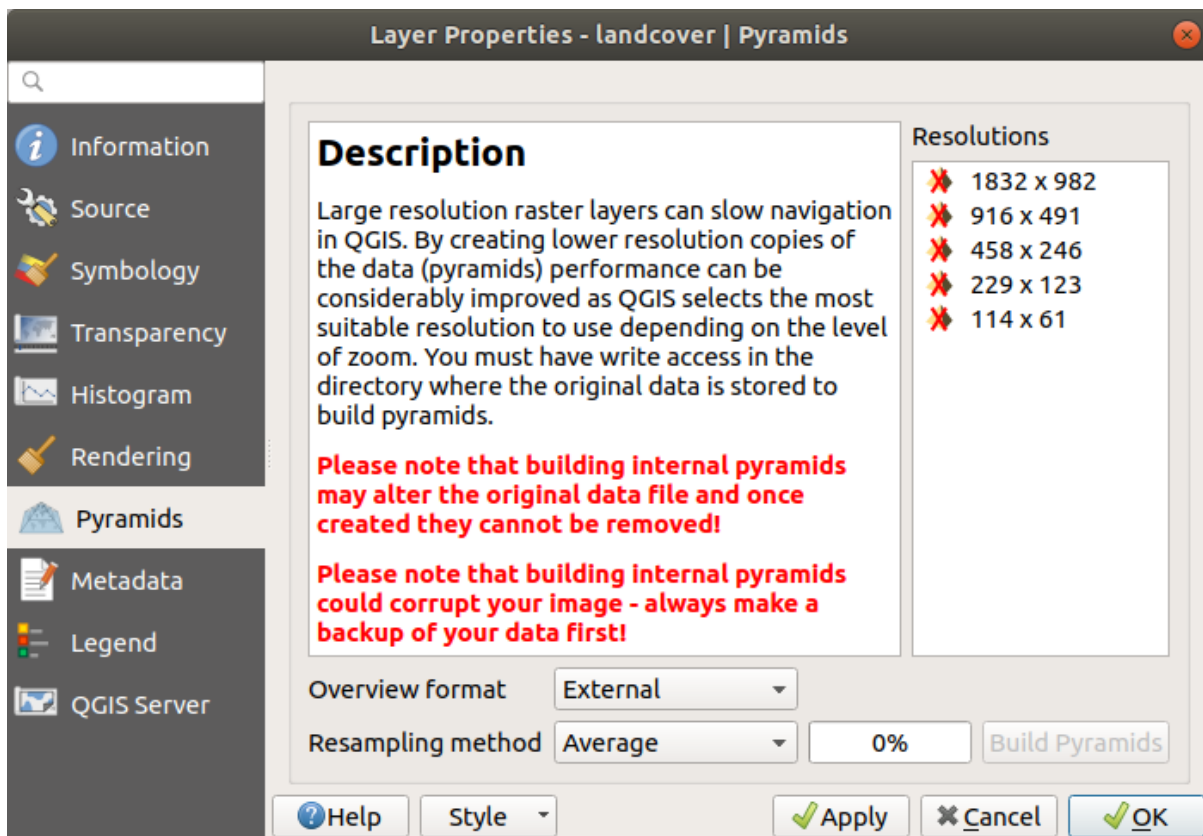 Layer Properties - landcover | Pyramids
Information
Source
Symbology
Transparency
Histogram
Rendering
Pyramids
Metadata
Legend
QGIS Server
Description
Large resolution raster layers can slow navigation
in QGIS. By creating lower resolution copies of
the data (pyramids) performance can be
considerably improved as QGIS selects the most
suitable resolution to use depending on the level
of zoom. You must have write access in the
directory where the original data is stored to
build pyramids.
Please note that building internal pyramids
may alter the original data file and once
created they cannot be removed!
Please note that building internal pyramids
could corrupt your image - always make a
backup of your data first!
Resolutions
1832 x 982
916 x 491
458 x 246
229 x 123
114 x 61
Overview format External
Resampling method Average 0% Build Pyramids
Help Style Apply Cancel OK